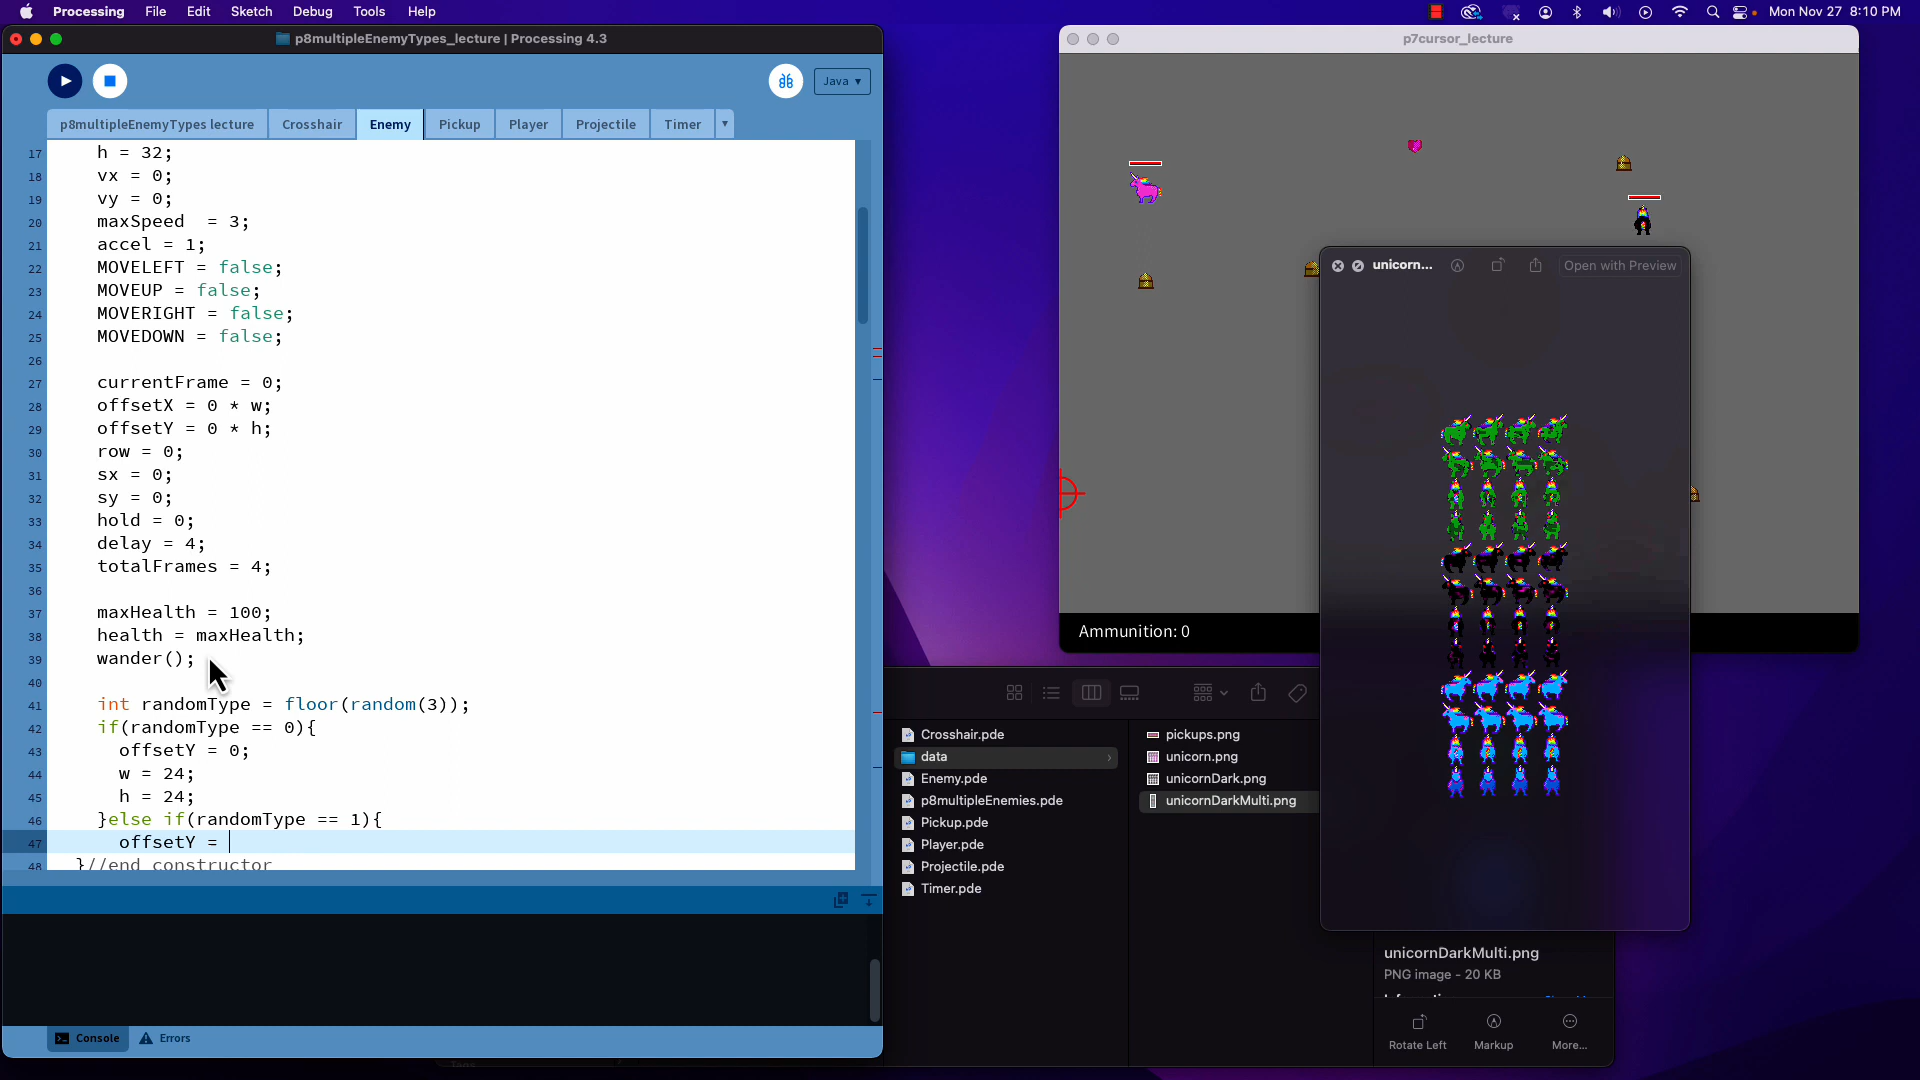 Processing File Edit Sketch Debug Tools Help
Mon Nov 27 8:10 PM
p8multipleEnemyTypes_lecture | Processing 4.3
Java
p8multipleEnemyTypes lecture Crosshair Enemy Pickup Player Projectile Timer
17 h = 32;
18 vx = 0;
19 vy = 0;
20 maxSpeed  = 3;
21 accel = 1;
22 MOVELEFT = false;
23 MOVEUP = false;
24 MOVERIGHT = false;
25 MOVEDOWN = false;
26
27 currentFrame = 0;
28 offsetX = 0 * w;
29 offsetY = 0 * h;
30 row = 0;
31 sx = 0;
32 sy = 0;
33 hold = 0;
34 delay = 4;
35 totalFrames = 4;
36
37 maxHealth = 100;
38 health = maxHealth;
39 wander();
40
41 int randomType = floor(random(3));
42 if(randomType == 0){
43 offsetY = 0;
44 w = 24;
45 h = 24;
46 }else if(randomType == 1){
47 offsetY =
48 }//end constructor
Console Errors
p7cursor_lecture
Ammunition: 0
unicorn... Open with Preview
Crosshair.pde
data
Enemy.pde
p8multipleEnemies.pde
Pickup.pde
Player.pde
Projectile.pde
Timer.pde
pickups.png
unicorn.png
unicornDark.png
unicornDarkMulti.png
unicornDarkMulti.png
PNG image - 20 KB
Rotate Left Markup More...